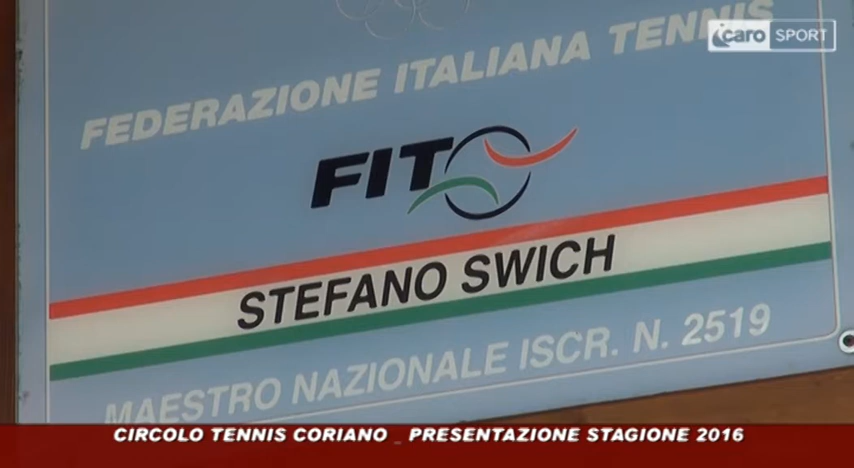 icaro SPORT
FEDERAZIONE ITALIANA TENNIS
FIT
STEFANO SWICH
MAESTRO NAZIONALE ISCR. N. 2519
CIRCOLO TENNIS CORIANO _ PRESENTAZIONE STAGIONE 2016